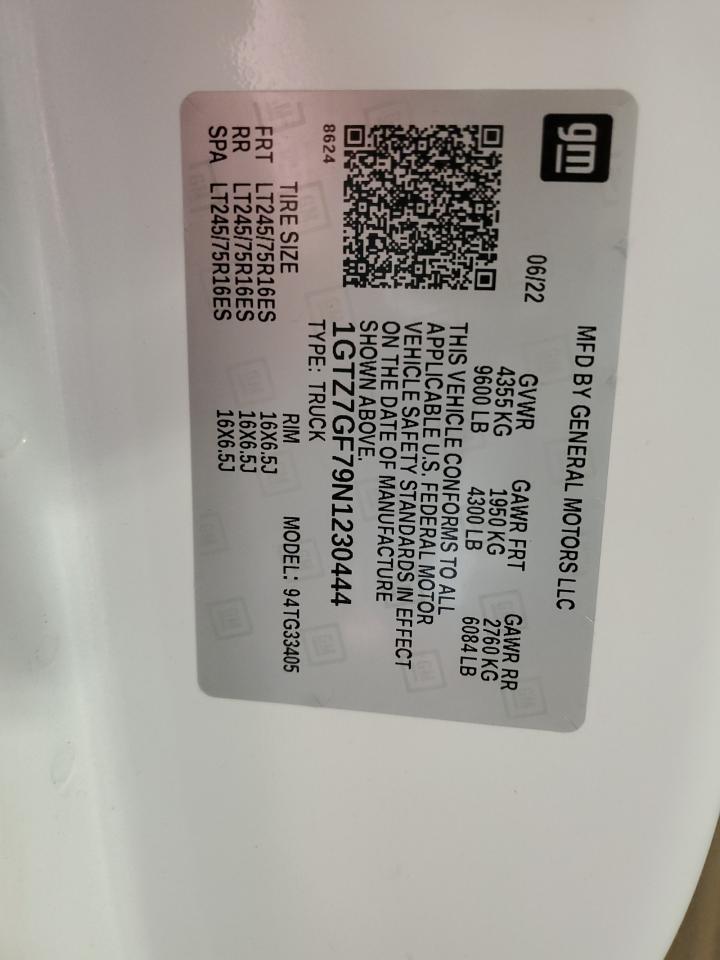 gm
MFD BY GENERAL MOTORS LLC
06/22
GVWR GAWR FRT GAWR RR
4355 KG 1950 KG 2760 KG
9600 LB 4300 LB 6084 LB
THIS VEHICLE CONFORMS TO ALL
APPLICABLE U.S. FEDERAL MOTOR
VEHICLE SAFETY STANDARDS IN EFFECT
ON THE DATE OF MANUFACTURE
SHOWN ABOVE.
1GTZ7GF79N1230444
8624
TYPE: TRUCK
MODEL: 94TG33405
TIRE SIZE RIM
FRT LT245/75R16ES 16X6.5J
RR LT245/75R16ES 16X6.5J
SPA LT245/75R16ES 16X6.5J